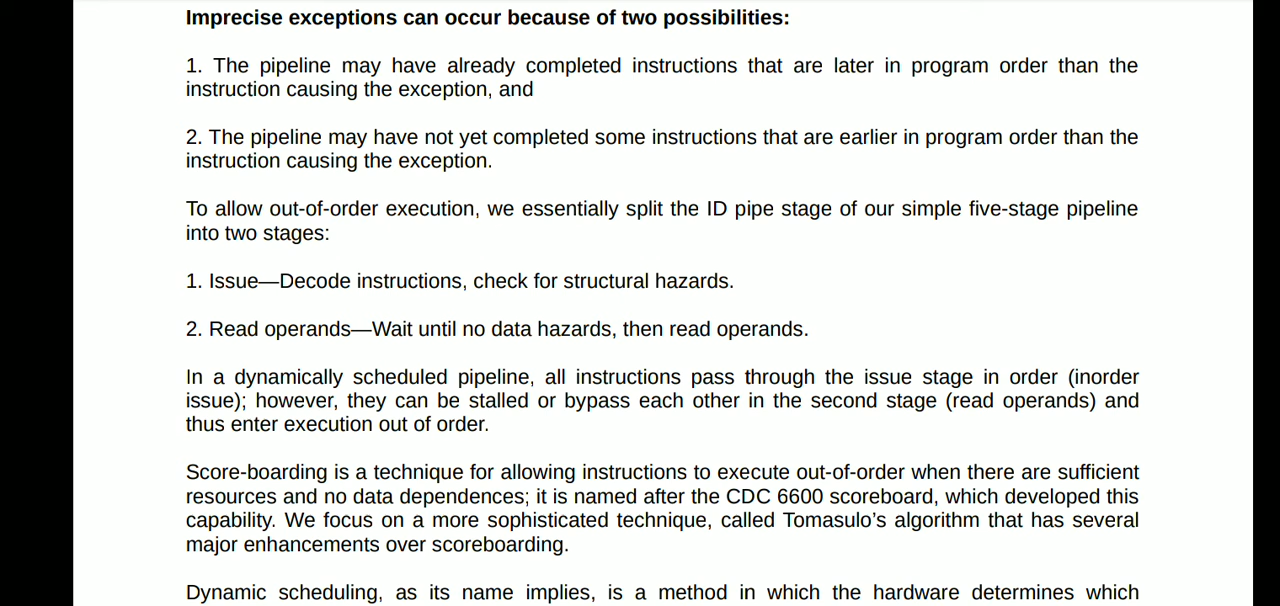 Imprecise exceptions can occur because of two possibilities:
1. The pipeline may have already completed instructions that are later in program order than the
instruction causing the exception, and
2. The pipeline may have not yet completed some instructions that are earlier in program order than the
instruction causing the exception.
To allow out-of-order execution, we essentially split the ID pipe stage of our simple five-stage pipeline
into two stages:
1. Issue—Decode instructions, check for structural hazards.
2. Read operands—Wait until no data hazards, then read operands.
In a dynamically scheduled pipeline, all instructions pass through the issue stage in order (inorder
issue); however, they can be stalled or bypass each other in the second stage (read operands) and
thus enter execution out of order.
Score-boarding is a technique for allowing instructions to execute out-of-order when there are sufficient
resources and no data dependences; it is named after the CDC 6600 scoreboard, which developed this
capability. We focus on a more sophisticated technique, called Tomasulo’s algorithm that has several
major enhancements over scoreboarding.
Dynamic scheduling, as its name implies, is a method in which the hardware determines which